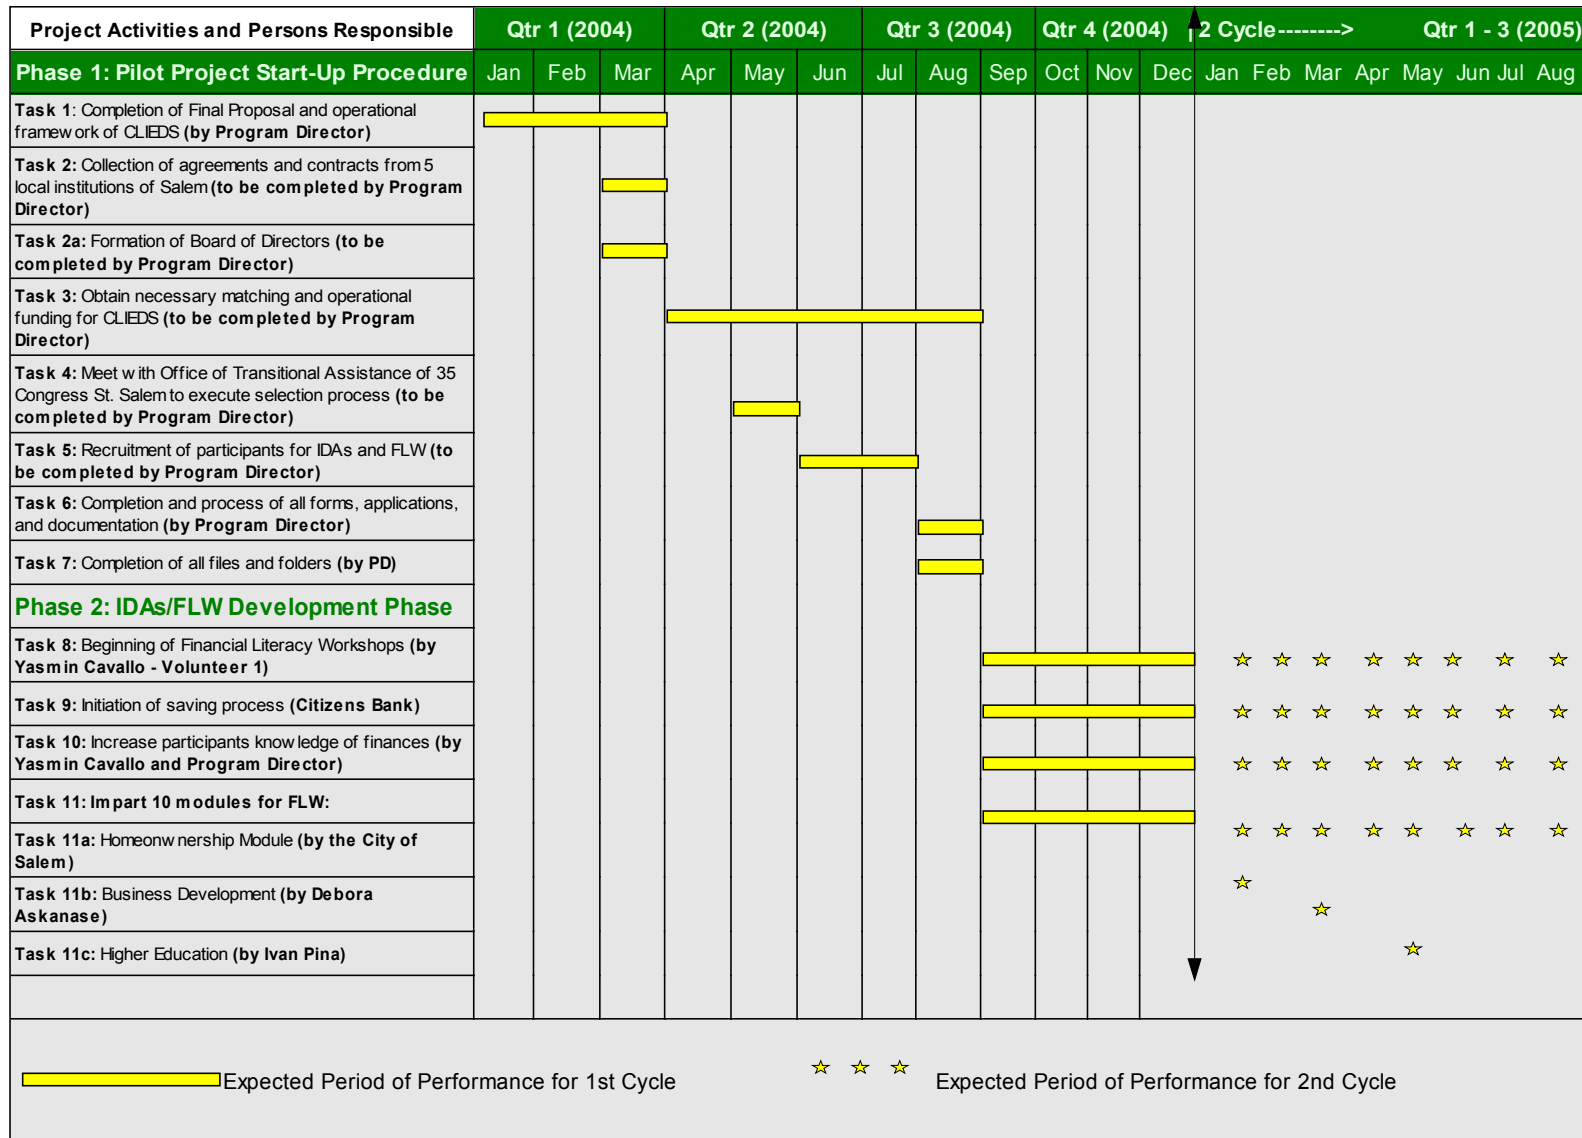 Project Activities and Persons Responsible
Qtr 1 (2004)
Qtr 2 (2004)
Qtr 3 (2004)
Qtr 4 (2004)
2 Cycle-------->
Qtr 1 - 3 (2005)
Phase 1: Pilot Project Start-Up Procedure
Jan Feb Mar Apr May Jun Jul Aug Sep Oct Nov Dec Jan Feb Mar Apr May Jun Jul Aug
Task 1: Completion of Final Proposal and operational
framework of CLIEDS (by Program Director)
Task 2: Collection of agreements and contracts from 5
local institutions of Salem (to be completed by Program
Director)
Task 2a: Formation of Board of Directors (to be
completed by Program Director)
Task 3: Obtain necessary matching and operational
funding for CLIEDS (to be completed by Program
Director)
Task 4: Meet with Office of Transitional Assistance of 35
Congress St. Salem to execute selection process (to be
completed by Program Director)
Task 5: Recruitment of participants for IDAs and FLW (to
be completed by Program Director)
Task 6: Completion and process of all forms, applications,
and documentation (by Program Director)
Task 7: Completion of all files and folders (by PD)
Phase 2: IDAs/FLW Development Phase
Task 8: Beginning of Financial Literacy Workshops (by
Yasmin Cavallo - Volunteer 1)
Task 9: Initiation of saving process (Citizens Bank)
Task 10: Increase participants knowledge of finances (by
Yasmin Cavallo and Program Director)
Task 11: Impart 10 modules for FLW:
Task 11a: Homeonwnership Module (by the City of
Salem)
Task 11b: Business Development (by Debora
Askanase)
Task 11c: Higher Education (by Ivan Pina)
Expected Period of Performance for 1st Cycle
Expected Period of Performance for 2nd Cycle